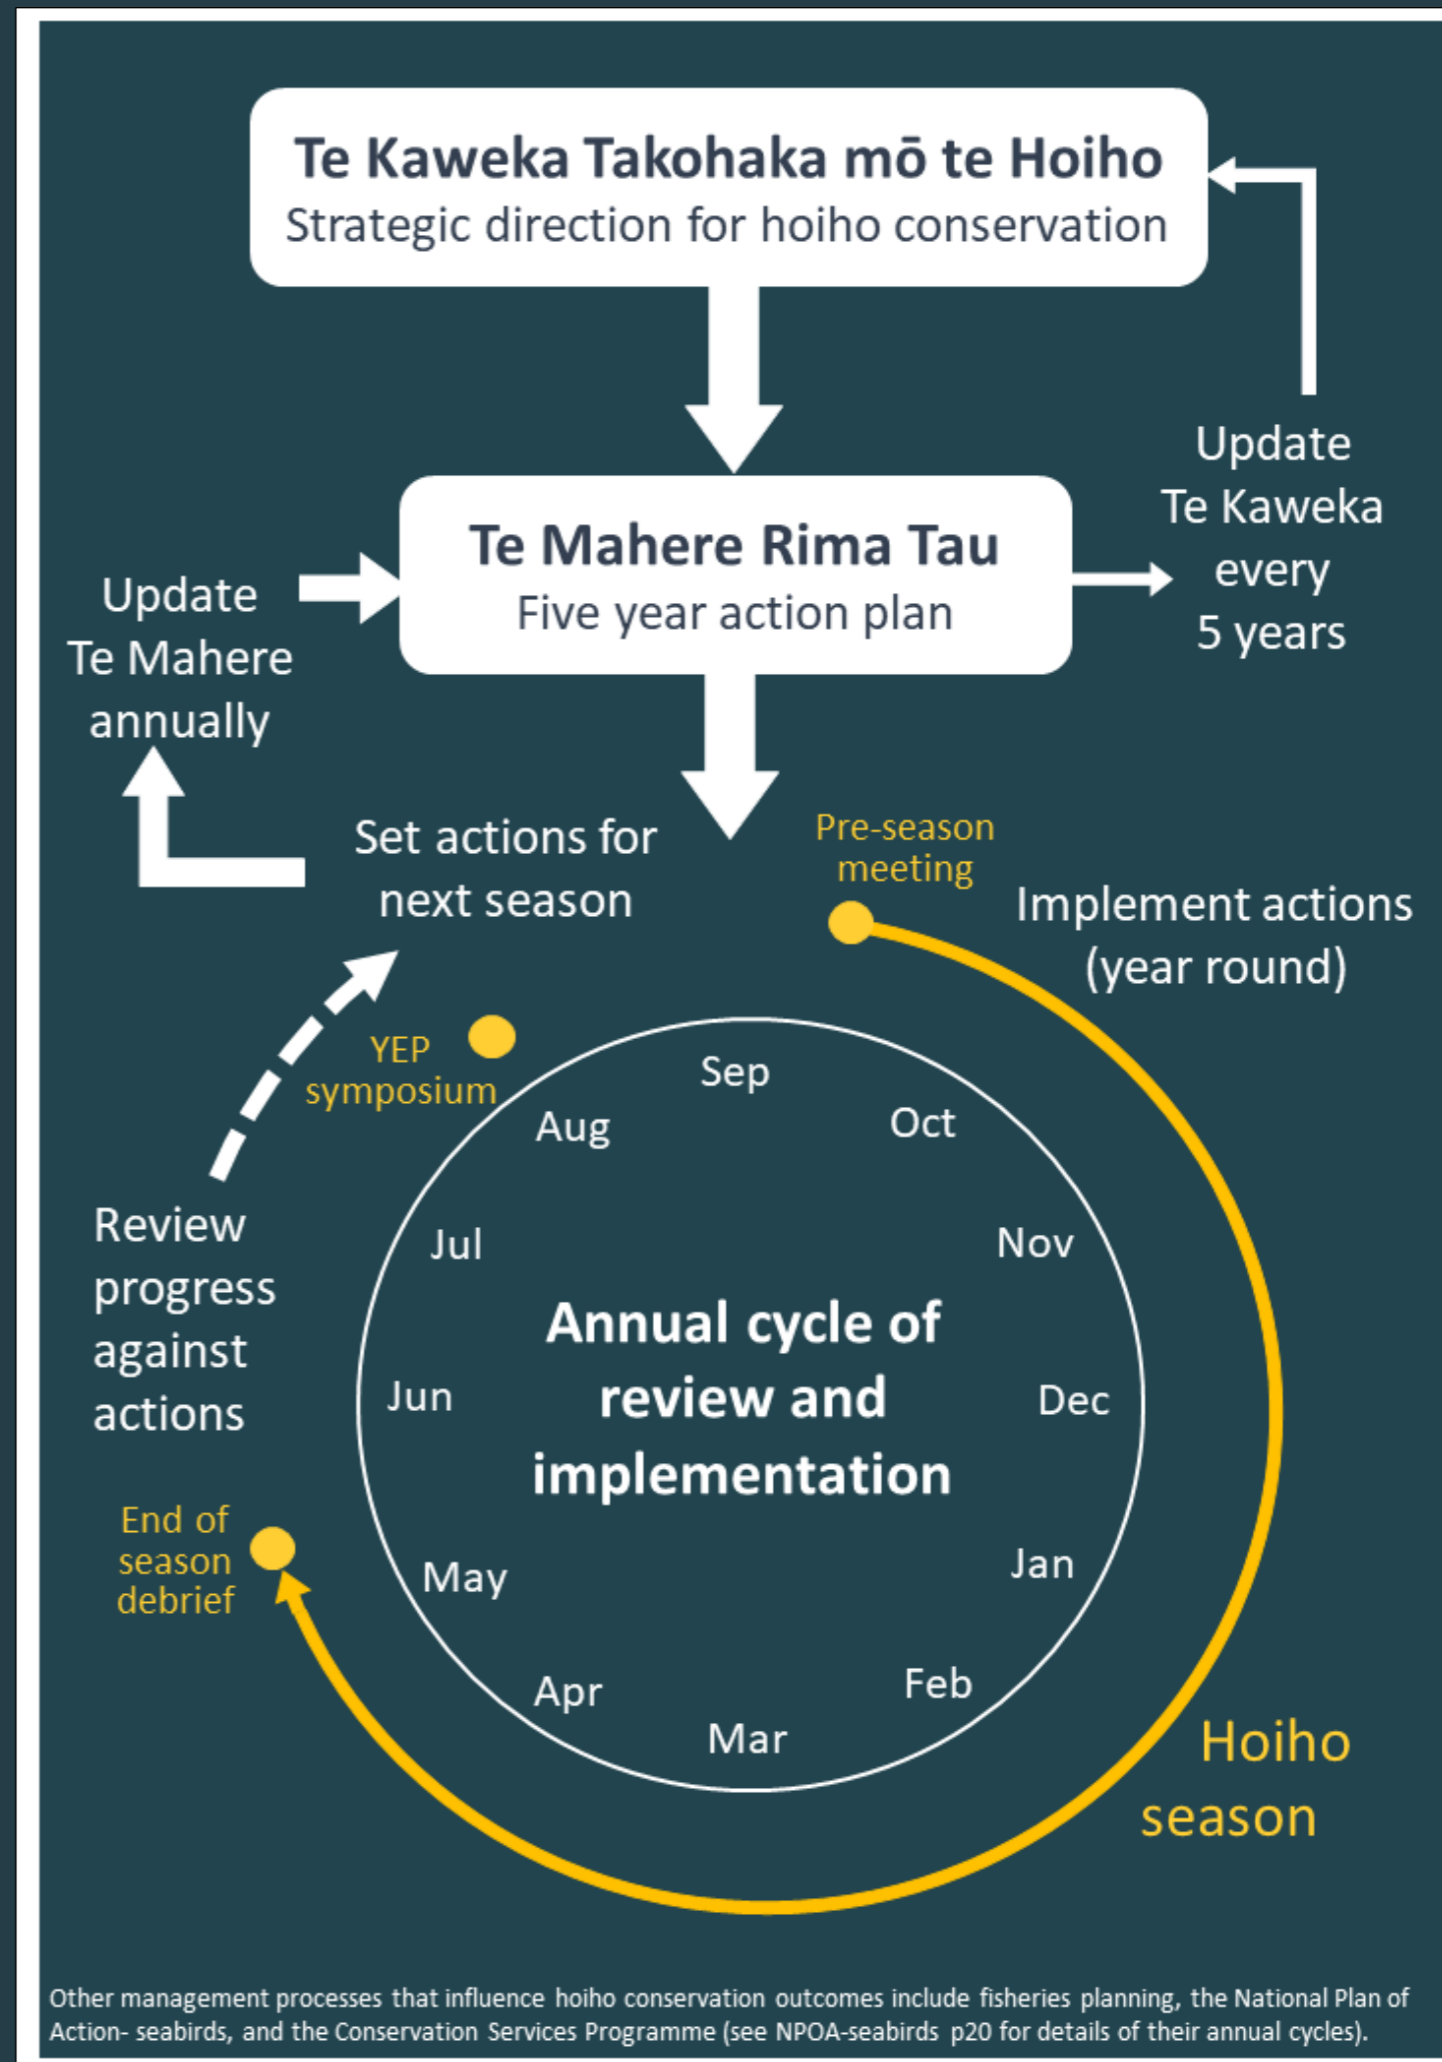 Te Kaweka Takohaka mō te Hoiho
Strategic direction for hoiho conservation
Update
Te Kaweka
every
5 years
Te Mahere Rima Tau
Five year action plan
Update
Te Mahere
annually
Set actions for
next season
Pre-season
meeting
Implement actions
(year round)
YEP
symposium
Sep
Oct
Nov
Dec
Jan
Feb
Mar
Apr
May
Jun
Jul
Aug
Annual cycle of
review and
implementation
Review
progress
against
actions
End of
season
debrief
Hoiho
season
Other management processes that influence hoiho conservation outcomes include fisheries planning, the National Plan of
Action- seabirds, and the Conservation Services Programme (see NPOA-seabirds p20 for details of their annual cycles).